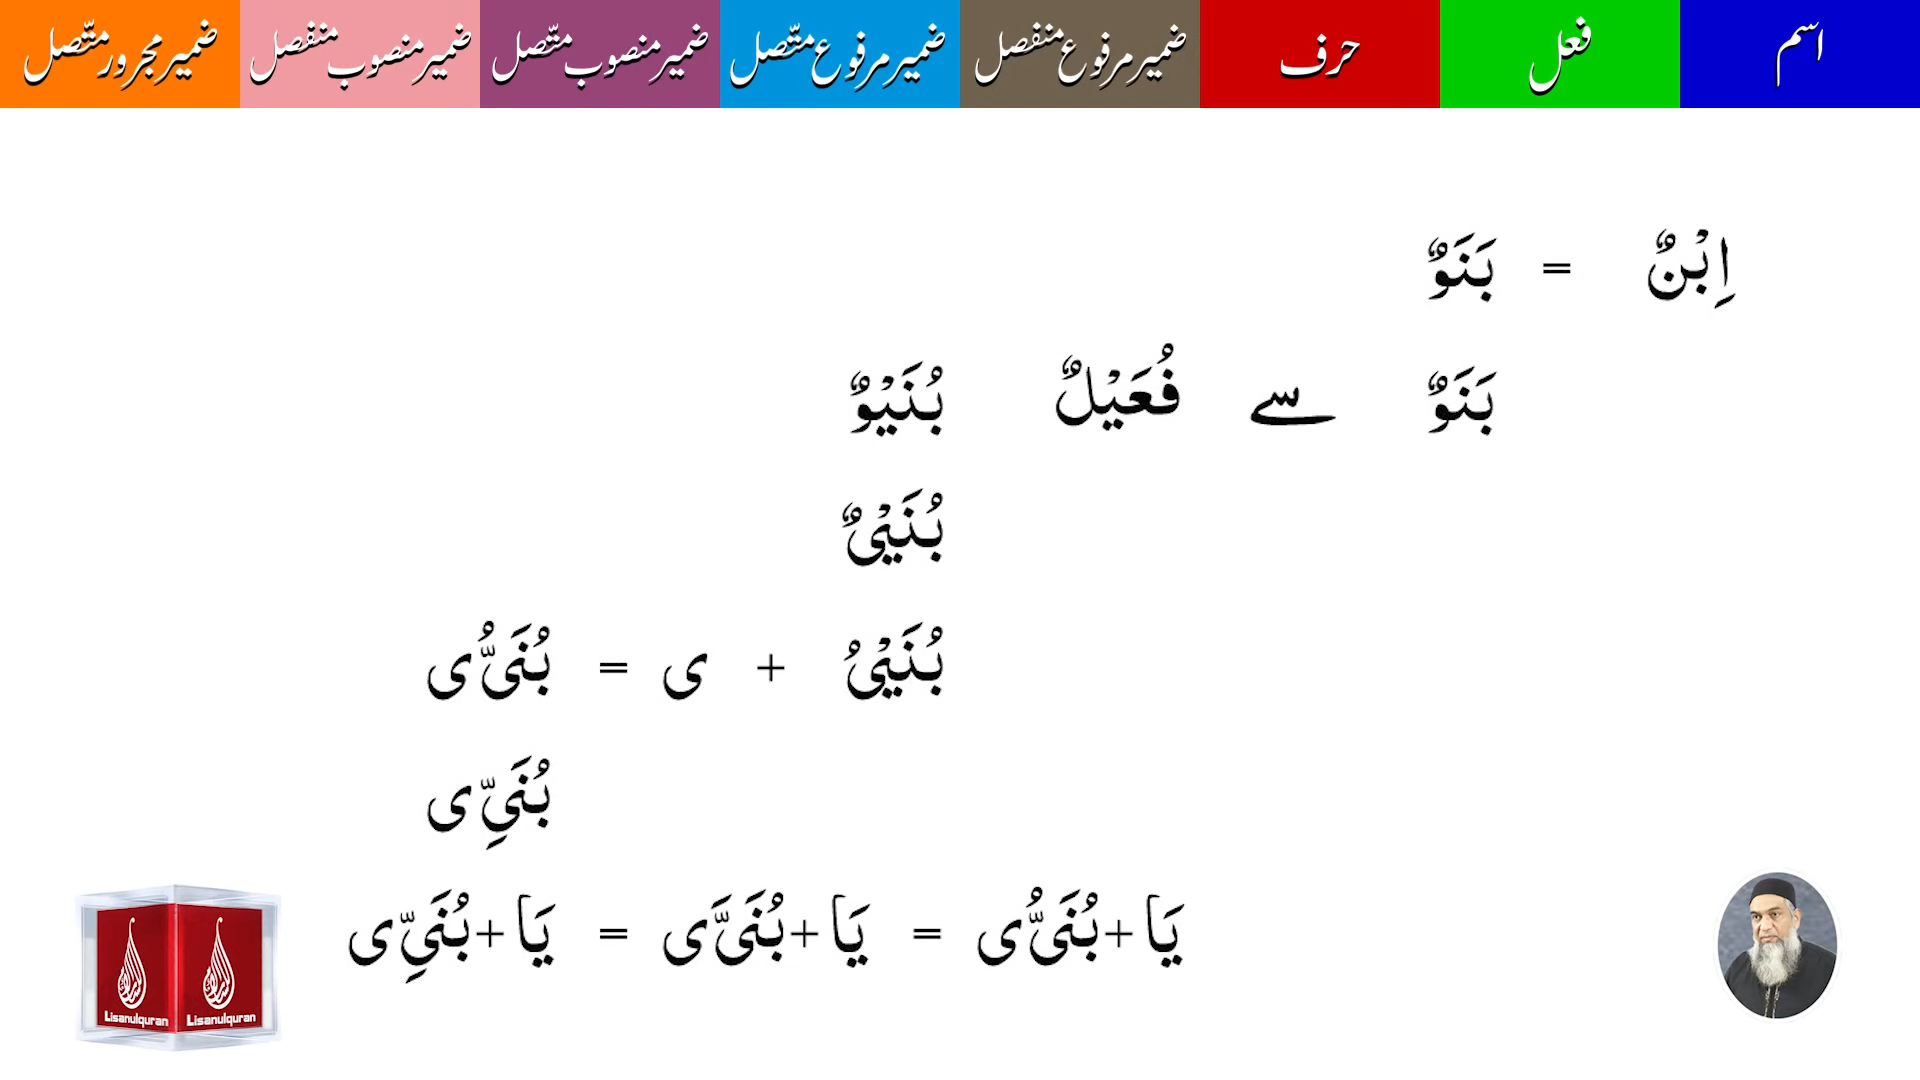 اسم فعل حرف ضمیر مرفوع منفصل ضمیر مرفوع متّصل ضمیر منصوب متّصل ضمیر منصوب منفصل ضمیر مجرور متّصل
اِبْنٌ = بَنَوٌ
بَنَوٌ سے فُعَيْلٌ بُنَيْوٌ
بُنَيْیٌ
بُنَيْیُ + ی = بُنَیُّ ی
بُنَیِّ ی
یَا+بُنَیُّ ی = یَا+بُنَیَّ ی = یَا+بُنَیِّ ی
Lisanulquran Lisanulquran